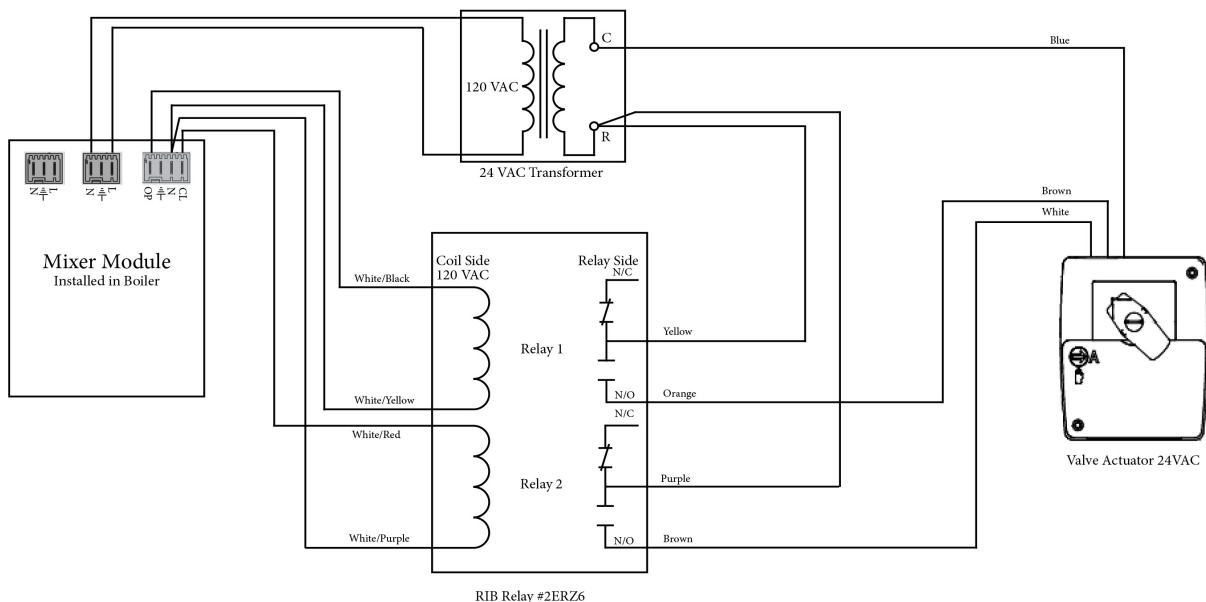 C
Blue
120 VAC
R
24 VAC Transformer
N
L
N
L
OP
N
CL
Mixer Module
Installed in Boiler
Brown
White
Coil Side
120 VAC
Relay Side
N/C
White/Black
Yellow
Relay 1
White/Yellow
N/O
Orange
N/C
White/Red
Relay 2
Purple
White/Purple
N/O
Brown
A
Valve Actuator 24VAC
RIB Relay #2ERZ6